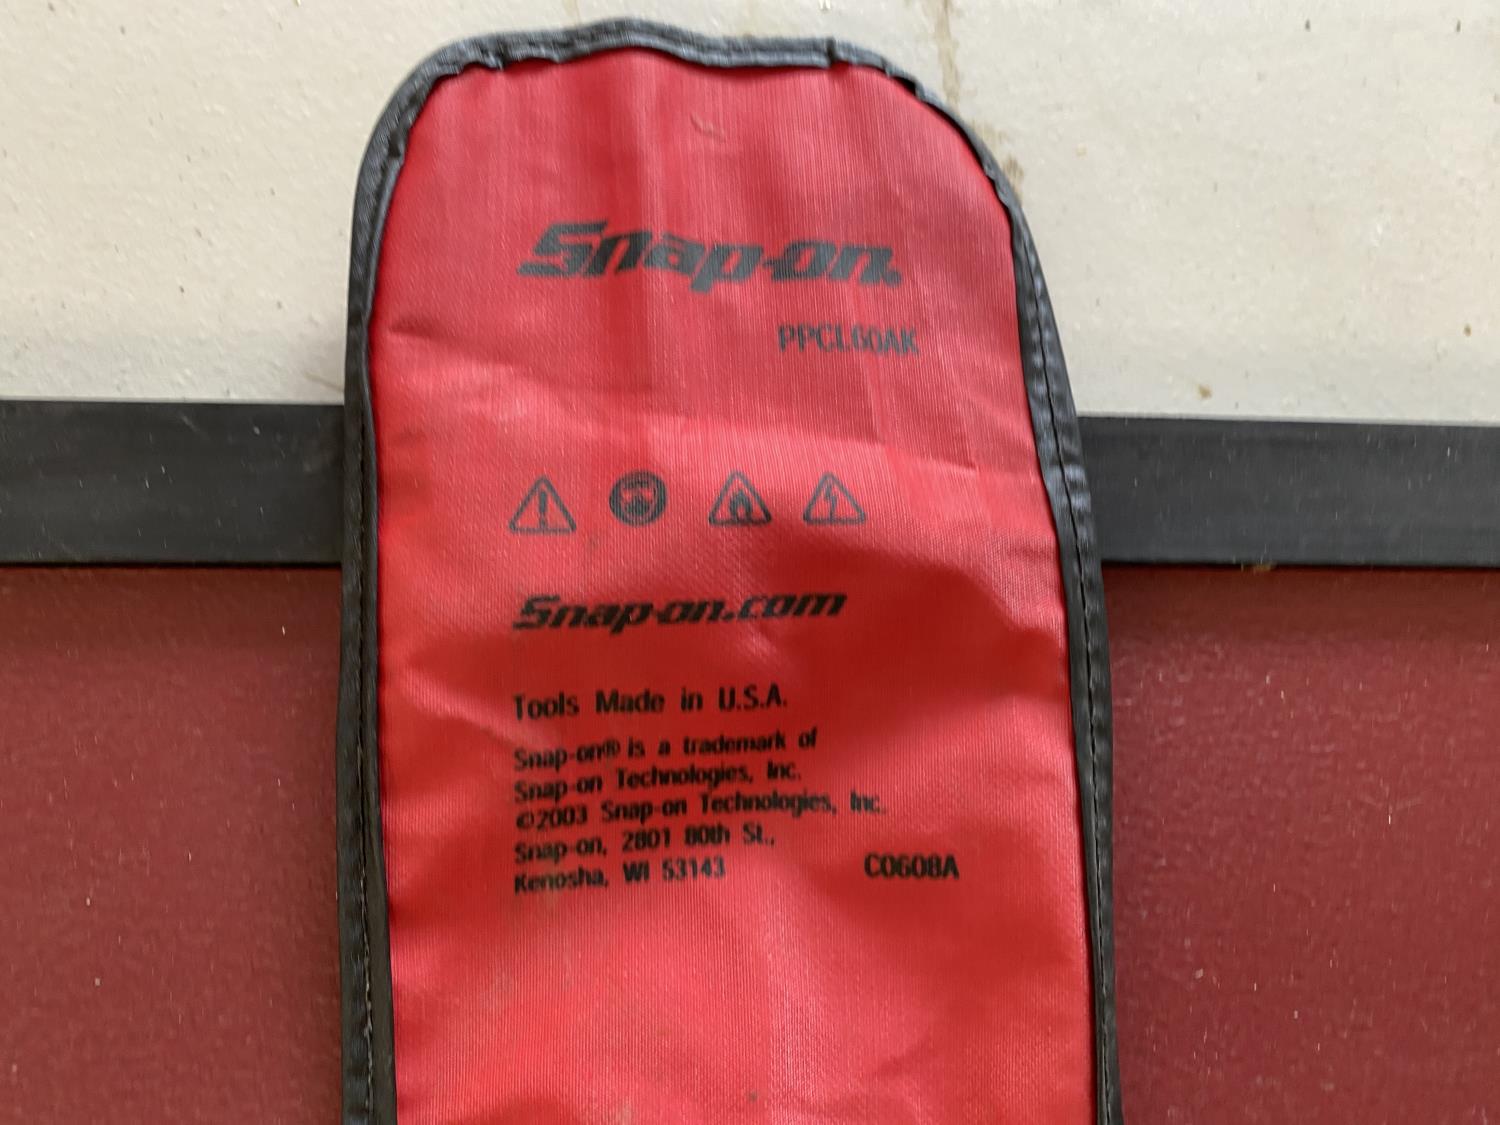 Snap-on
PPCL60AK
Snap-on.com
Tools Made in U.S.A.
Snap-on® is a trademark of
Snap-on Technologies, Inc.
©2003 Snap-on Technologies, Inc.
Snap-on, 2801 80th St.,
Kenosha, WI 53143 C0608A